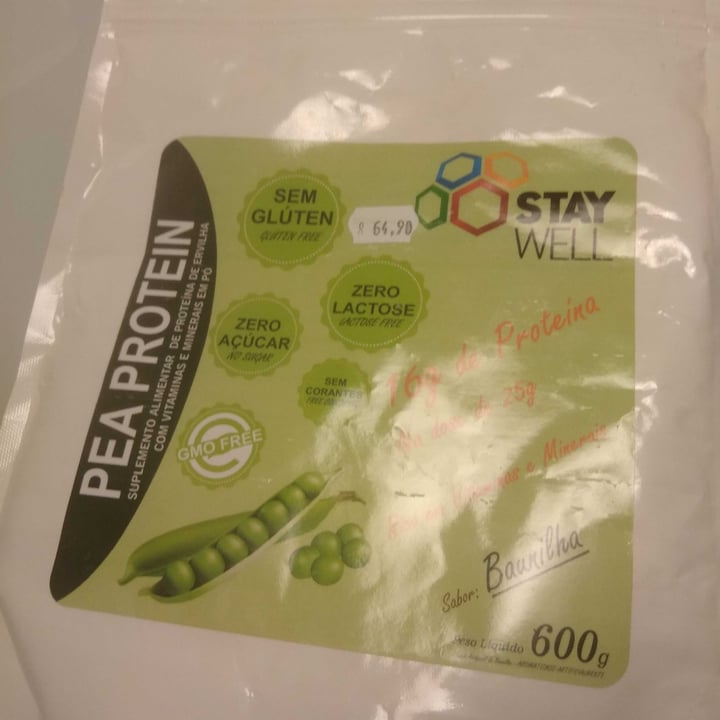 PEA PROTEIN
SUPLEMENTO ALIMENTAR DE PROTEÍNA DE ERVILHA
COM VITAMINAS E MINERAIS EM PÓ
SEM
GLÚTEN
GLUTEN FREE
64,90
STAY
WELL
ZERO
LACTOSE
LACTOSE FREE
ZERO
AÇÚCAR
NO SUGAR
SEM
CORANTES
GMO FREE
16g de Proteína
Na dose de 25g
Vitaminas e Minerais
Sabor: Baunilha
Peso Líquido 600g